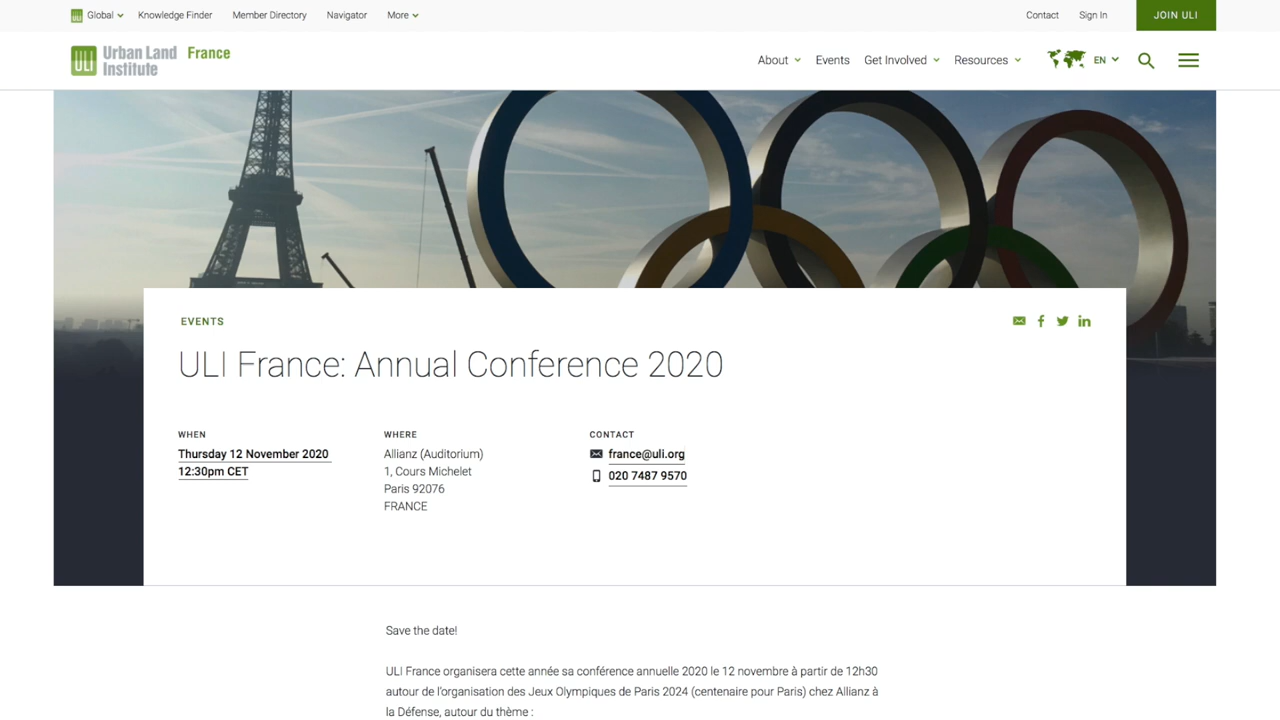 ULI Global Knowledge Finder Member Directory Navigator More Contact Sign In JOIN ULI
ULI Urban Land Institute France About Events Get Involved Resources EN
EVENTS
ULI France: Annual Conference 2020
WHEN
Thursday 12 November 2020
12:30pm CET
WHERE
Allianz (Auditorium)
1, Cours Michelet
Paris 92076
FRANCE
CONTACT
france@uli.org
020 7487 9570
Save the date!
ULI France organisera cette année sa conférence annuelle 2020 le 12 novembre à partir de 12h30
autour de l'organisation des Jeux Olympiques de Paris 2024 (centenaire pour Paris) chez Allianz à
la Défense, autour du thème :